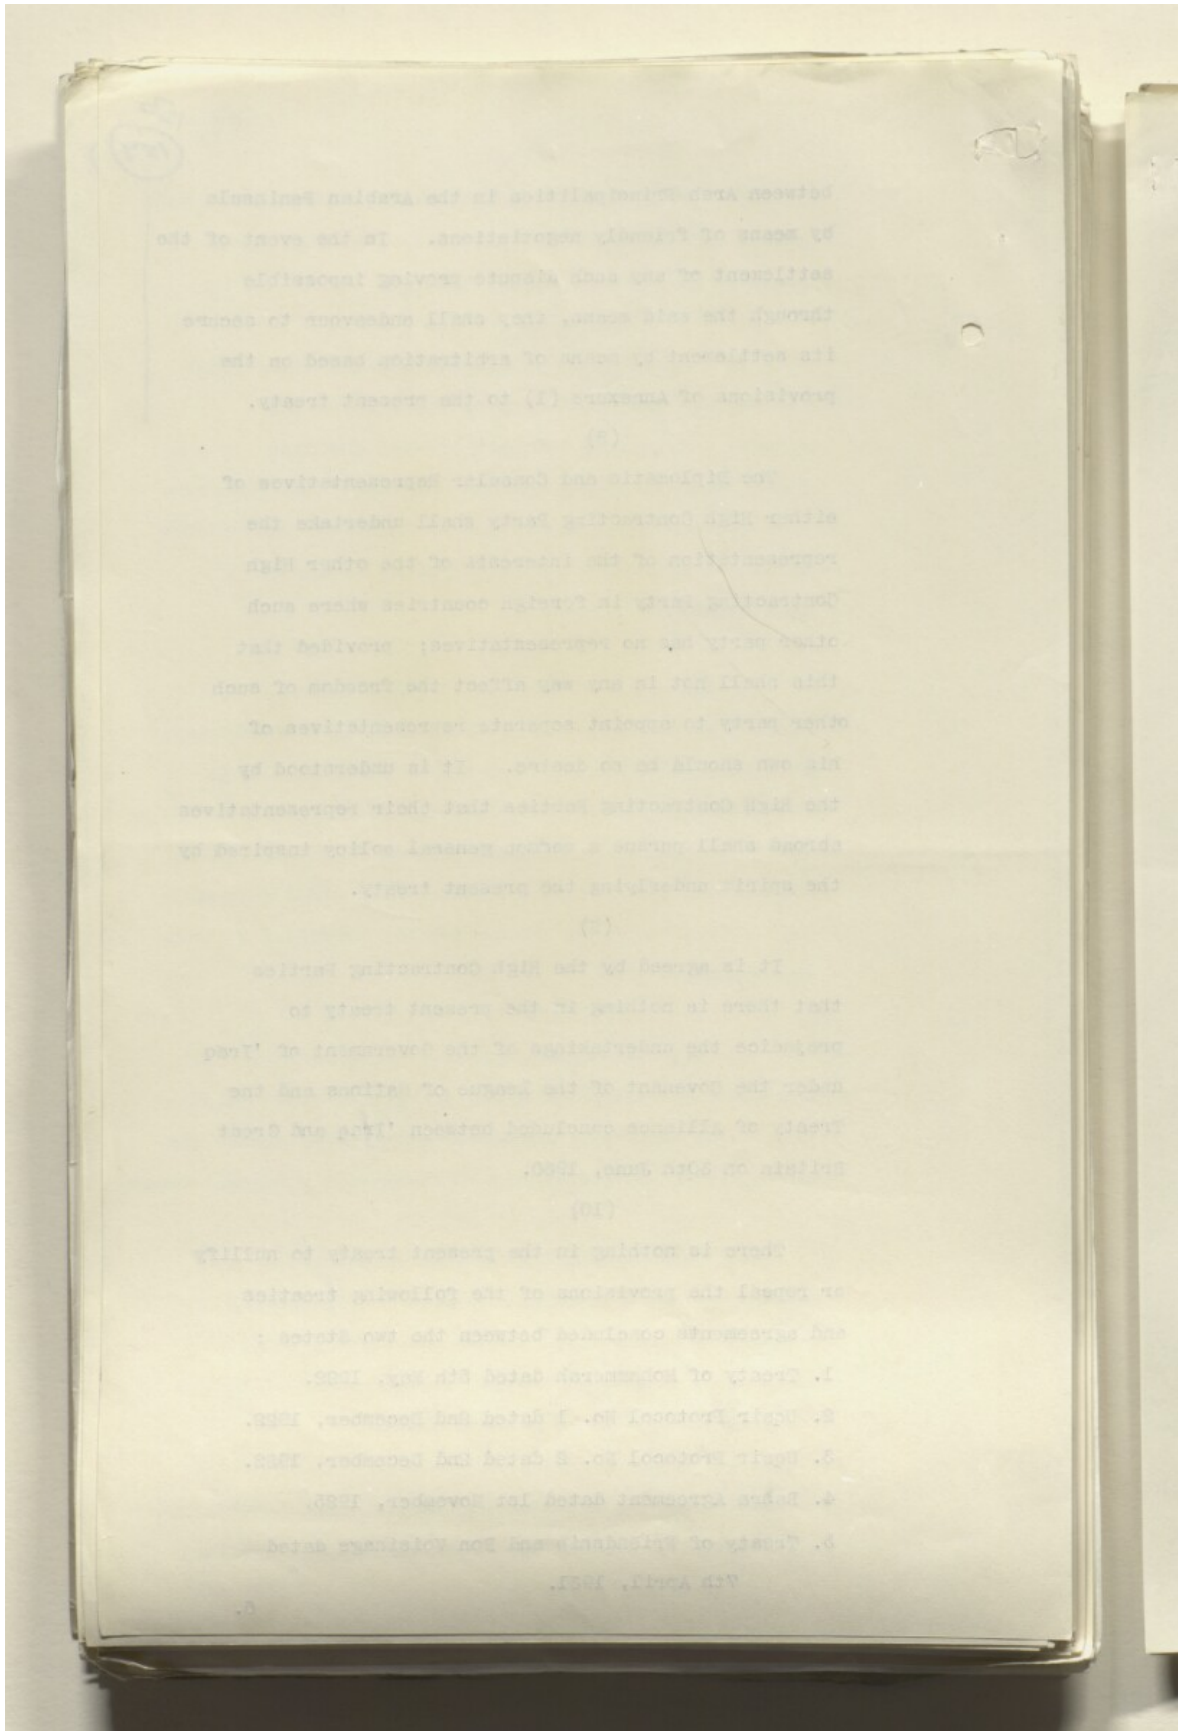 between Arab Principalities in the Arabian Peninsula
by means of friendly negotiations. In the event of the
settlement of any such dispute proving impossible
through the said means, they shall endeavour to secure
its settlement by means of arbitration based on the
provisions of Annexure (1) to the present treaty.
(8)
The Diplomatic and Consular Representatives of
either High Contracting Party shall undertake the
representation of the interests of the other High
Contracting Party in foreign countries where such
other party has no representatives; provided that
this shall not in any way affect the freedom of such
other party to appoint separate representatives of
his own should he so desire. It is understood by
the High Contracting Parties that their representatives
abroad shall pursue a common general policy inspired by
the spirit underlying the present treaty.
(9)
It is agreed by the High Contracting Parties
that there is nothing in the present treaty to
prejudice the undertakings of the Government of 'Iraq
under the Covenant of the League of Nations and the
Treaty of Alliance concluded between 'Iraq and Great
Britain on 30th June, 1930.
(10)
There is nothing in the present treaty to nullify
or repeal the provisions of the following treaties
and agreements concluded between the two States :
1. Treaty of Mohammerah dated 5th May, 1922.
2. Uqair Protocol No. 1 dated 2nd December, 1922.
3. Uqair Protocol No. 2 dated 2nd December, 1922.
4. Bahra Agreement dated 1st November, 1925.
5. Treaty of Friendship and Bon Voisinage dated
7th April, 1931.
6.